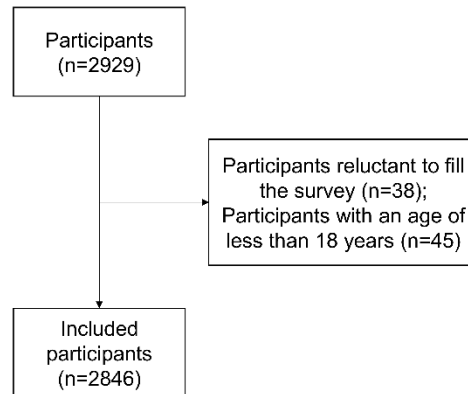 Participants
(n=2929)
Participants reluctant to fill
the survey (n=38);
Participants with an age of
less than 18 years (n=45)
Included
participants
(n=2846)